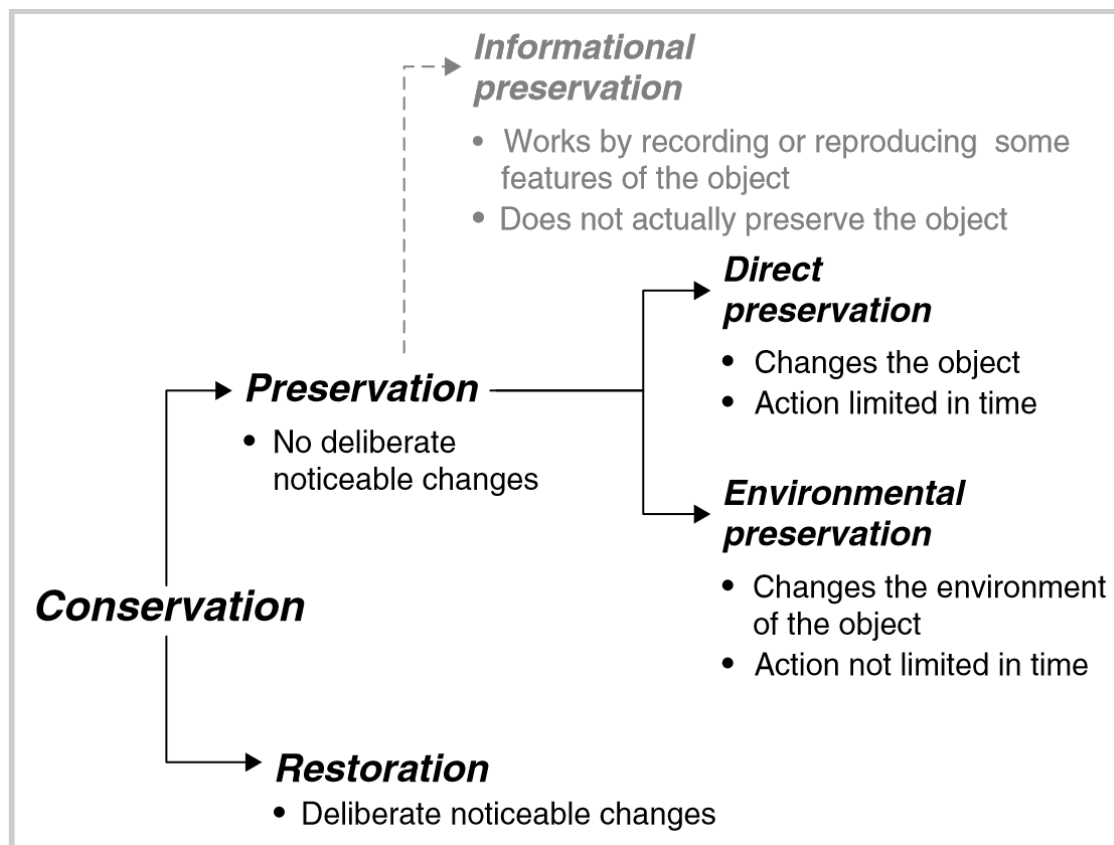 Informational
preservation
• Works by recording or reproducing some
features of the object
• Does not actually preserve the object
Direct
preservation
• Changes the object
• Action limited in time
Preservation
• No deliberate
noticeable changes
Environmental
preservation
• Changes the environment
of the object
• Action not limited in time
Conservation
Restoration
• Deliberate noticeable changes